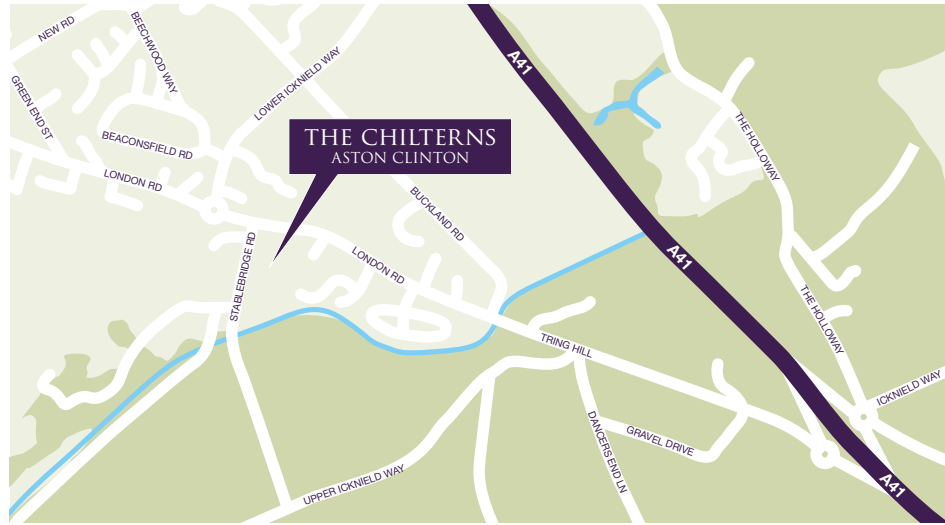 NEW RD
BEECHWOOD WAY
A41
LOWER ICKNIELD WAY
GREEN END ST
THE CHILTERNS
ASTON CLINTON
BEACONSFIELD RD
THE HOLLOWAY
LONDON RD
BUCKLAND RD
STABLEBRIDGE RD
LONDON RD
A41
THE HOLLOWAY
TRING HILL
ICKNIELD WAY
DANCERS END LN
GRAVEL DRIVE
UPPER ICKNIELD WAY
A41